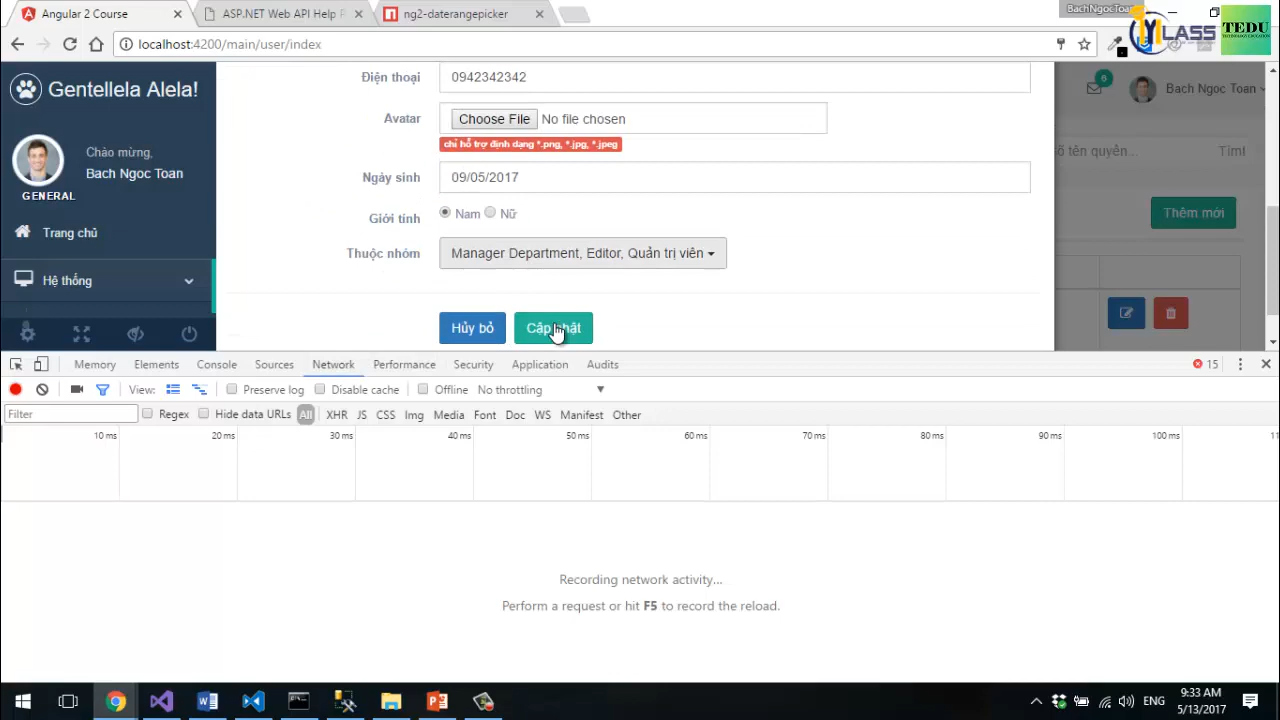 Angular 2 Course
ASP.NET Web API Help P
ng2-daterangepicker
BachNgocToan
localhost:4200/main/user/index
LASS
TEDU
Gentellela Alela!
Chào mừng,
Bach Ngoc Toan
GENERAL
Trang chủ
Hệ thống
Điện thoại
0942342342
Avatar
Choose File
No file chosen
chỉ hỗ trợ định dạng *.png, *.jpg, *.jpeg
Ngày sinh
09/05/2017
Giới tính
Nam
Nữ
Thuộc nhóm
Manager Department, Editor, Quản trị viên
Hủy bỏ
Cập nhật
6
Bach Ngoc Toan
tên quyền...
Tìm!
Thêm mới
Memory Elements Console Sources Network Performance Security Application Audits
15
View: Preserve log Disable cache Offline No throttling
Filter
Regex Hide data URLs All XHR JS CSS Img Media Font Doc WS Manifest Other
10 ms 20 ms 30 ms 40 ms 50 ms 60 ms 70 ms 80 ms 90 ms 100 ms 11
Recording network activity...
Perform a request or hit F5 to record the reload.
ENG
9:33 AM
5/13/2017